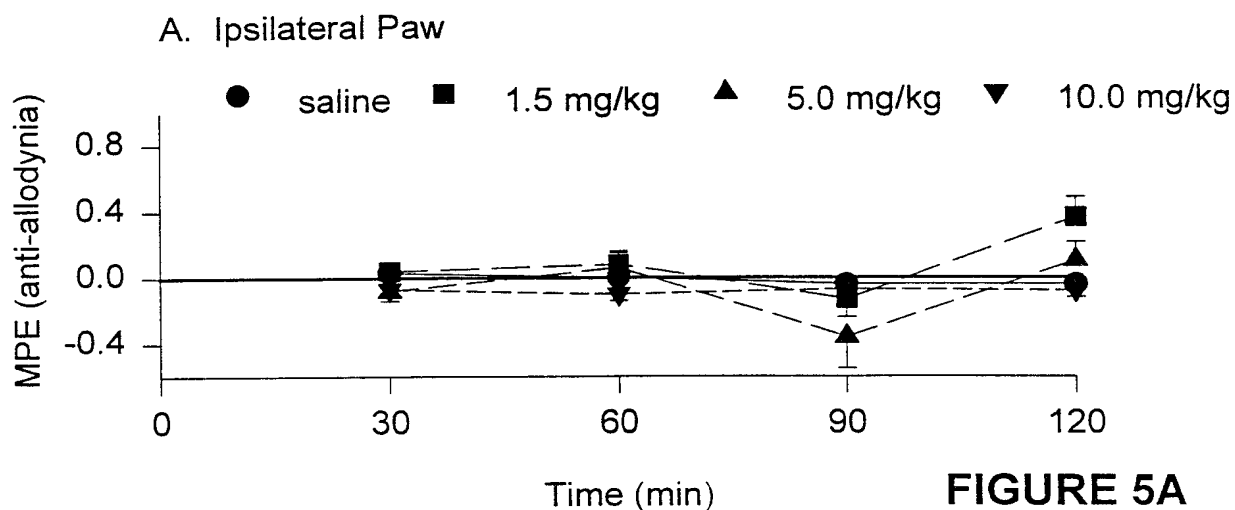 A. Ipsilateral Paw
saline 1.5 mg/kg 5.0 mg/kg 10.0 mg/kg
MPE (anti-allodynia)
0.8
0.4
0.0
-0.4
0 30 60 90 120
Time (min)
FIGURE 5A